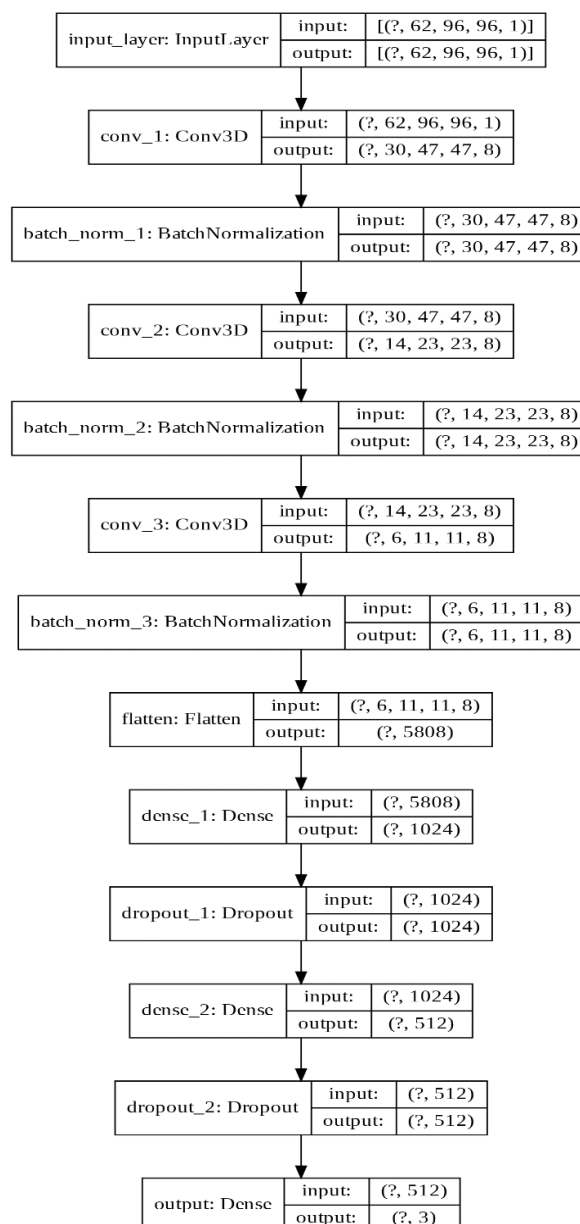 input_layer: InputLayer
input: [(?, 62, 96, 96, 1)]
output: [(?, 62, 96, 96, 1)]
conv_1: Conv3D
input: (?, 62, 96, 96, 1)
output: (?, 30, 47, 47, 8)
batch_norm_1: BatchNormalization
input: (?, 30, 47, 47, 8)
output: (?, 30, 47, 47, 8)
conv_2: Conv3D
input: (?, 30, 47, 47, 8)
output: (?, 14, 23, 23, 8)
batch_norm_2: BatchNormalization
input: (?, 14, 23, 23, 8)
output: (?, 14, 23, 23, 8)
conv_3: Conv3D
input: (?, 14, 23, 23, 8)
output: (?, 6, 11, 11, 8)
batch_norm_3: BatchNormalization
input: (?, 6, 11, 11, 8)
output: (?, 6, 11, 11, 8)
flatten: Flatten
input: (?, 6, 11, 11, 8)
output: (?, 5808)
dense_1: Dense
input: (?, 5808)
output: (?, 1024)
dropout_1: Dropout
input: (?, 1024)
output: (?, 1024)
dense_2: Dense
input: (?, 1024)
output: (?, 512)
dropout_2: Dropout
input: (?, 512)
output: (?, 512)
output: Dense
input: (?, 512)
output: (?, 3)